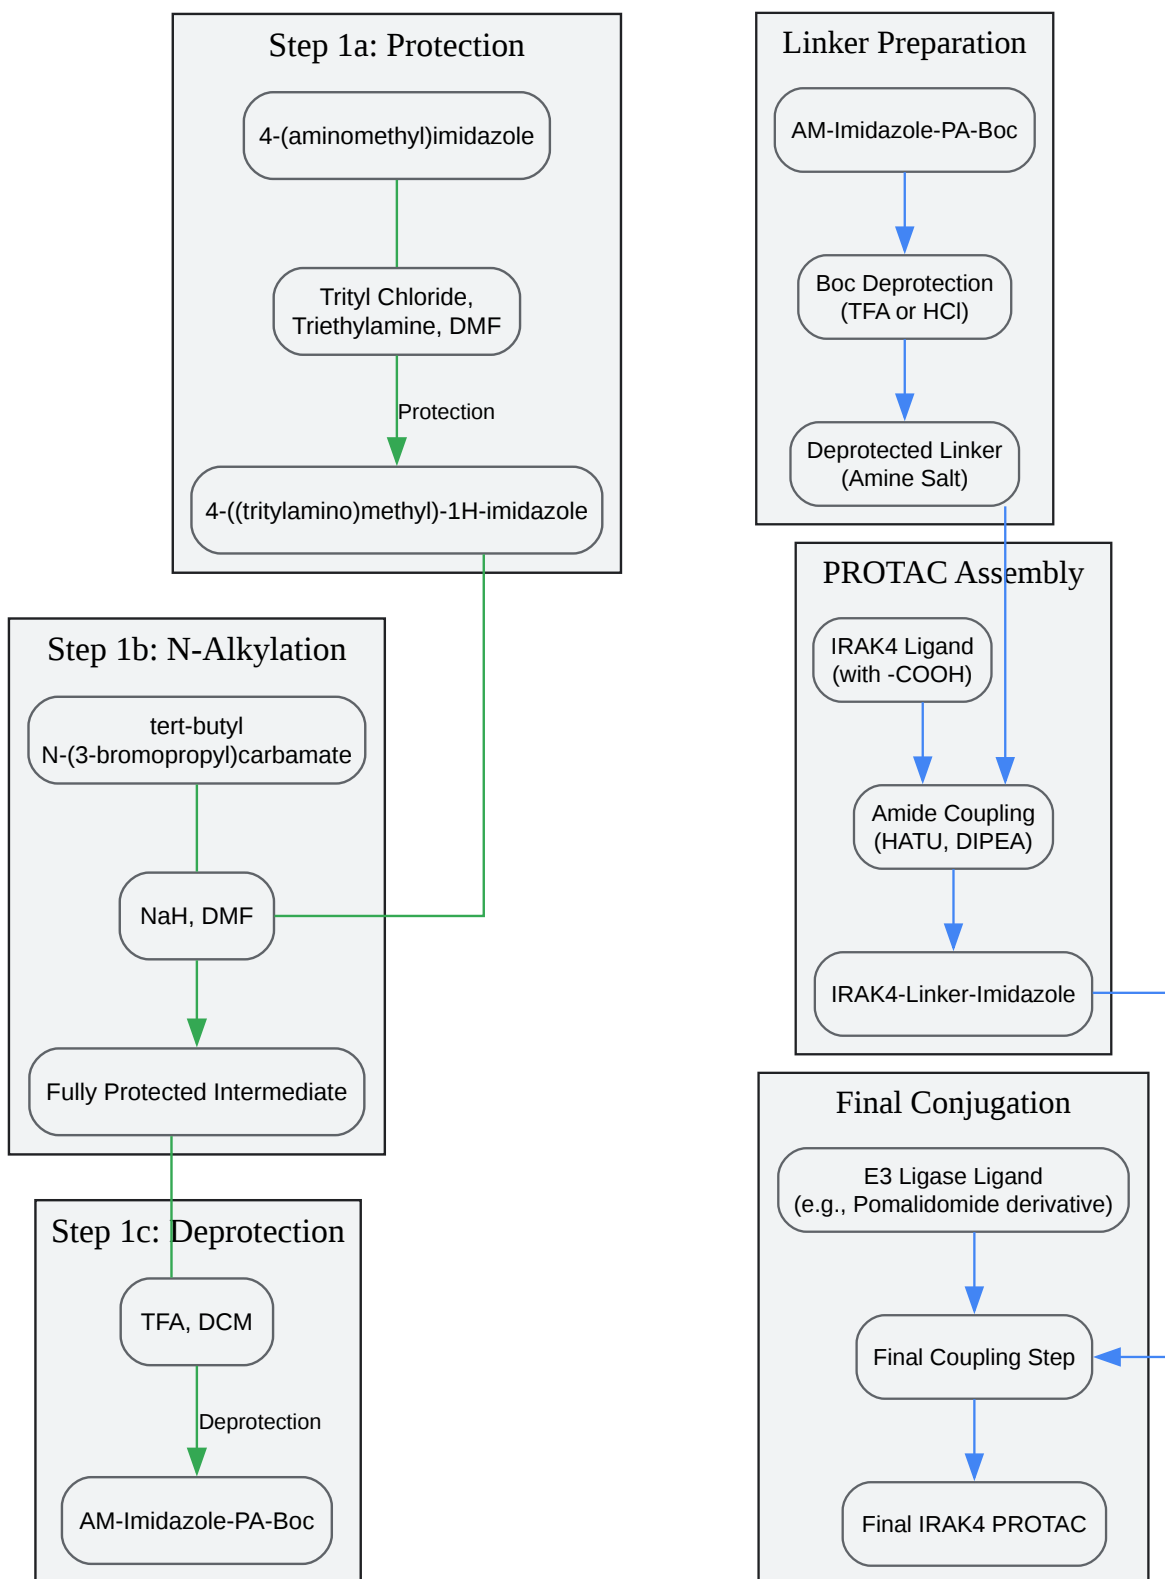 Step 1a: Protection
4-(aminomethyl)imidazole
Trityl Chloride,
Triethylamine, DMF
Protection
4-((tritylamino)methyl)-1H-imidazole
Step 1b: N-Alkylation
tert-butyl
N-(3-bromopropyl)carbamate
NaH, DMF
Fully Protected Intermediate
Step 1c: Deprotection
TFA, DCM
Deprotection
AM-Imidazole-PA-Boc
Linker Preparation
AM-Imidazole-PA-Boc
Boc Deprotection
(TFA or HCl)
Deprotected Linker
(Amine Salt)
PROTAC Assembly
IRAK4 Ligand
(with -COOH)
Amide Coupling
(HATU, DIPEA)
IRAK4-Linker-Imidazole
Final Conjugation
E3 Ligase Ligand
(e.g., Pomalidomide derivative)
Final Coupling Step
Final IRAK4 PROTAC